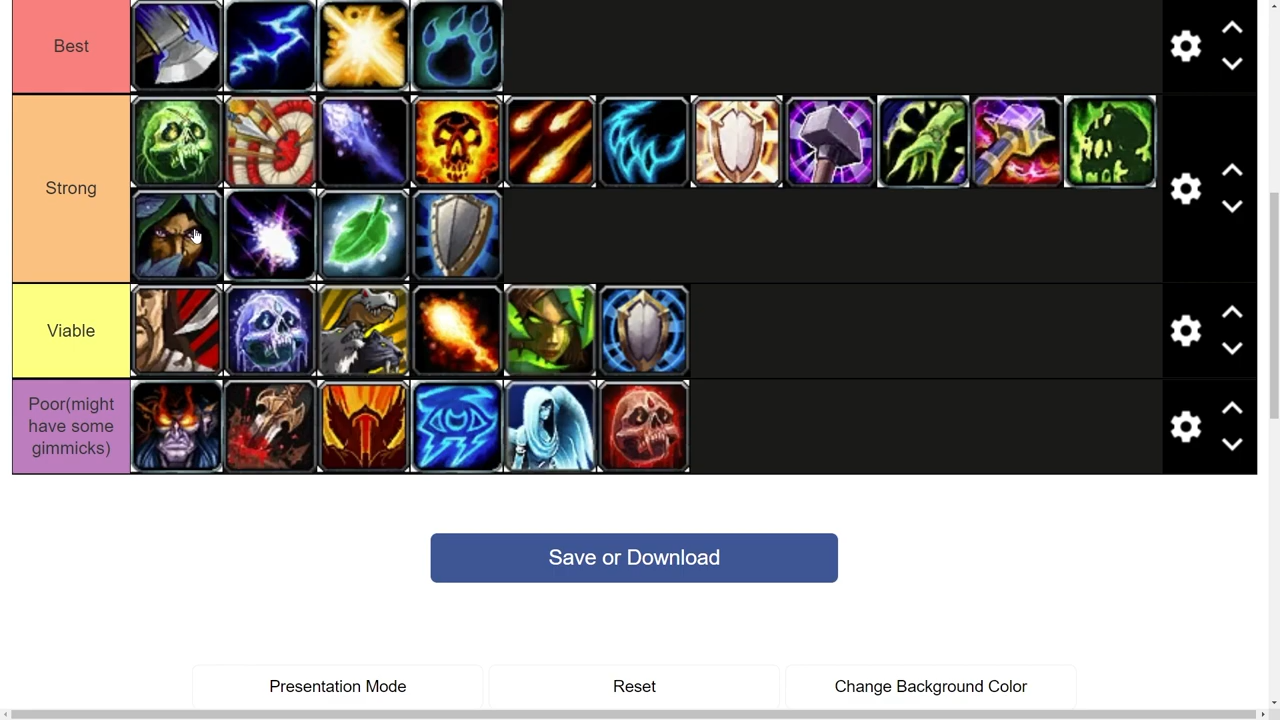 Best
Strong
Viable
Poor(might
have some
gimmicks)
Save or Download
Presentation Mode
Reset
Change Background Color